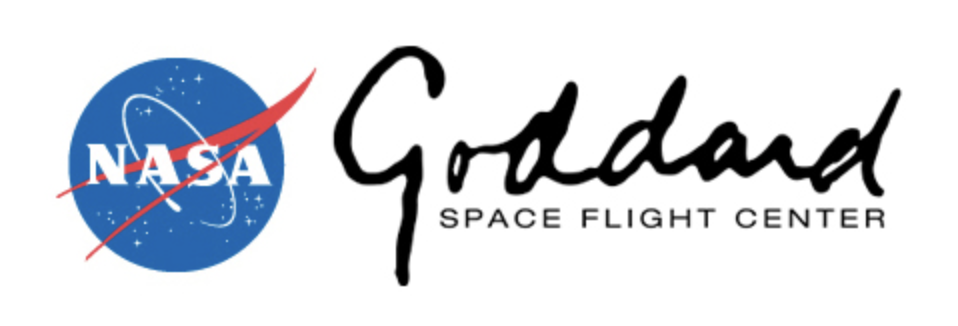 NASA
Goddard
SPACE FLIGHT CENTER